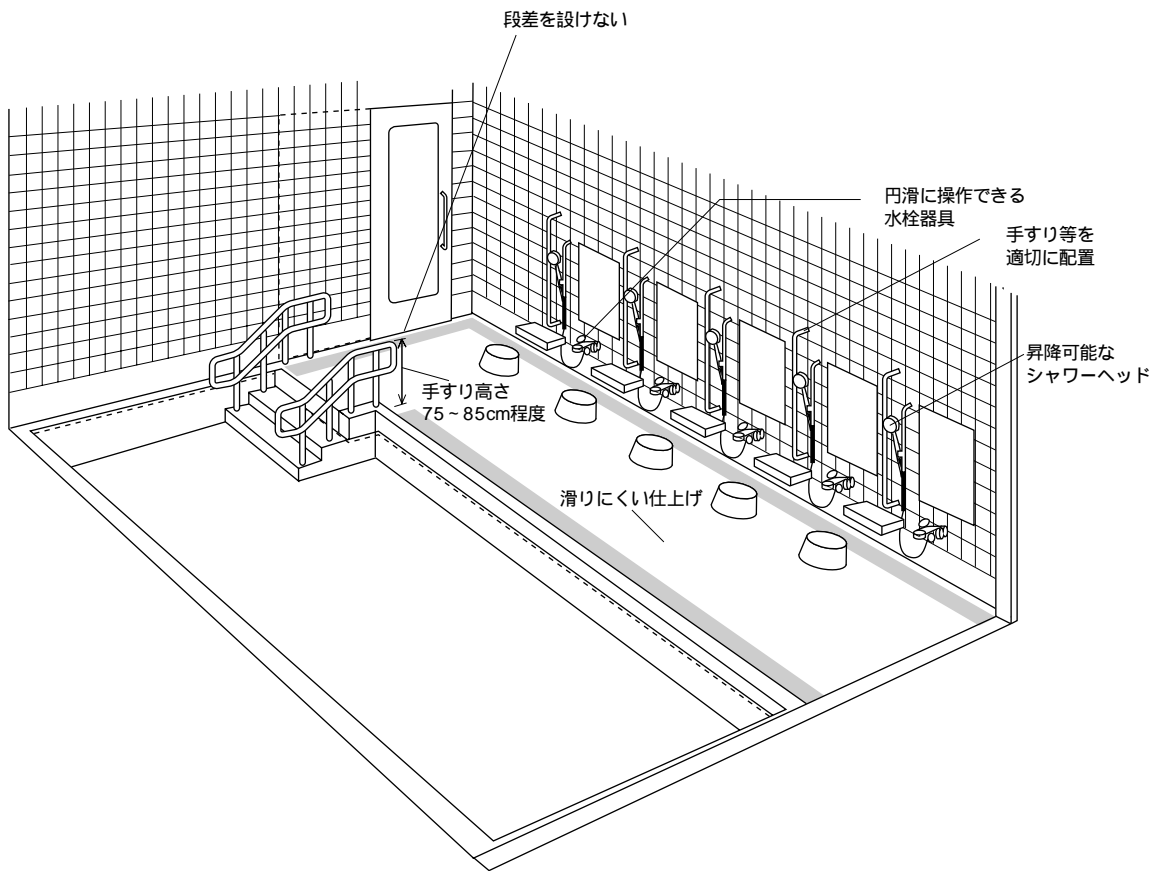 段差を設けない
円滑に操作できる
水栓器具
手すり等を
適切に配置
昇降可能な
シャワーヘッド
手すり高さ
75~85cm程度
滑りにくい仕上げ